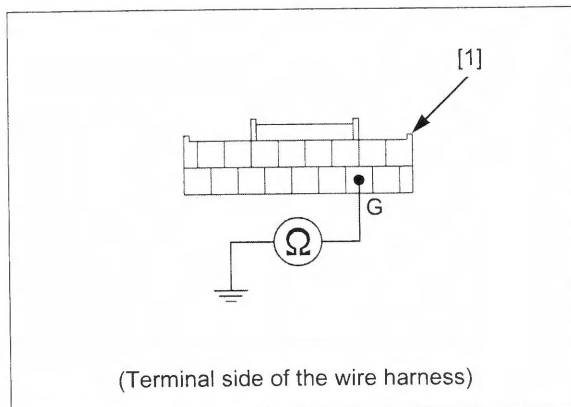 [1]
G
Ω
(Terminal side of the wire harness)